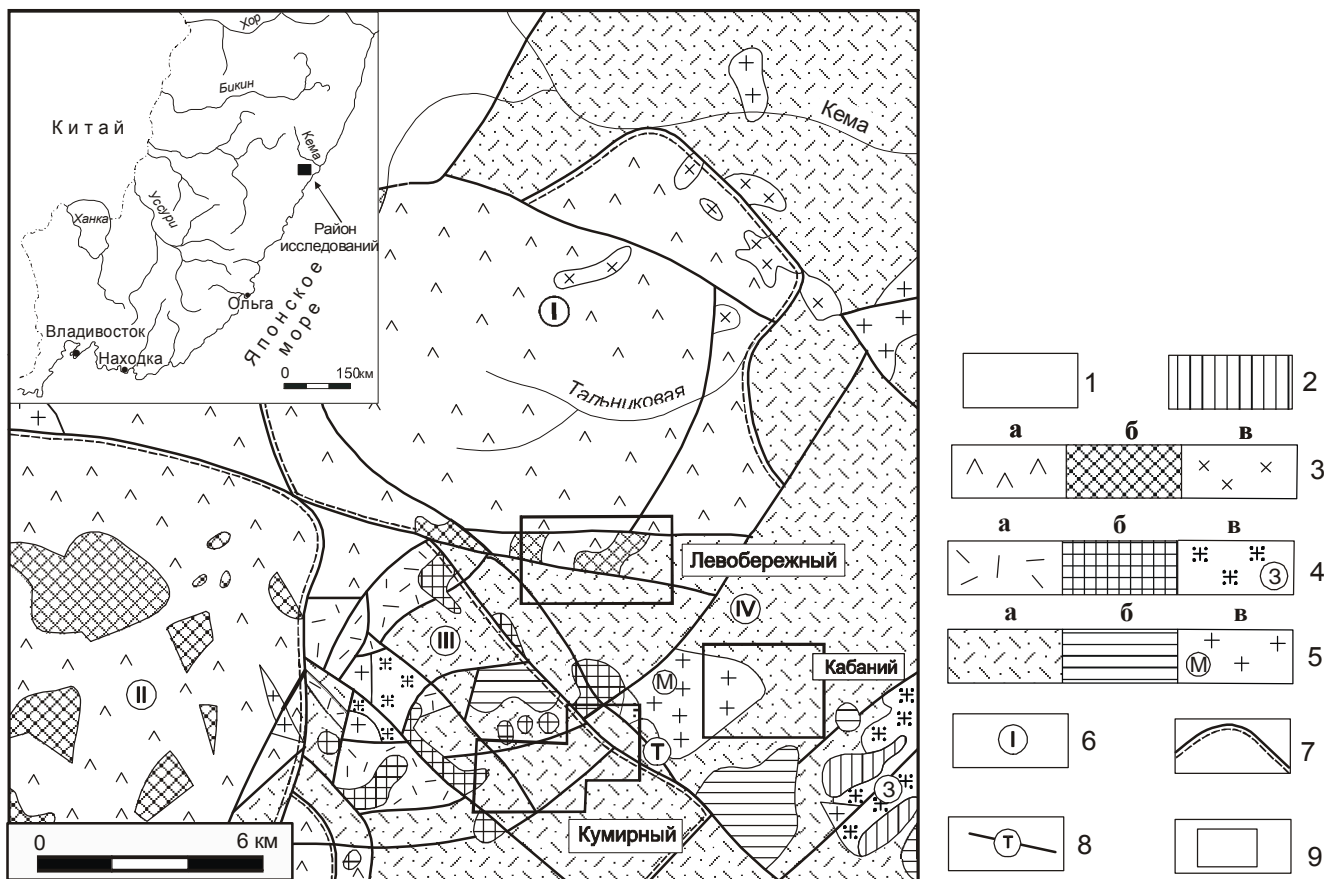 Хор
Бикин
Китай
Кема
Уссури
Ханка
Район
исследований
Ольга
Японское
море
Владивосток
Находка
0 150км
Кема
I
Тальниковая
Левобережный
IV
III
II
М
Кабаний
Т
З
Кумирный
0 6 км
1
2
а б в
3
а б в
З
4
а б в
М
5
I
6
7
Т
8
9